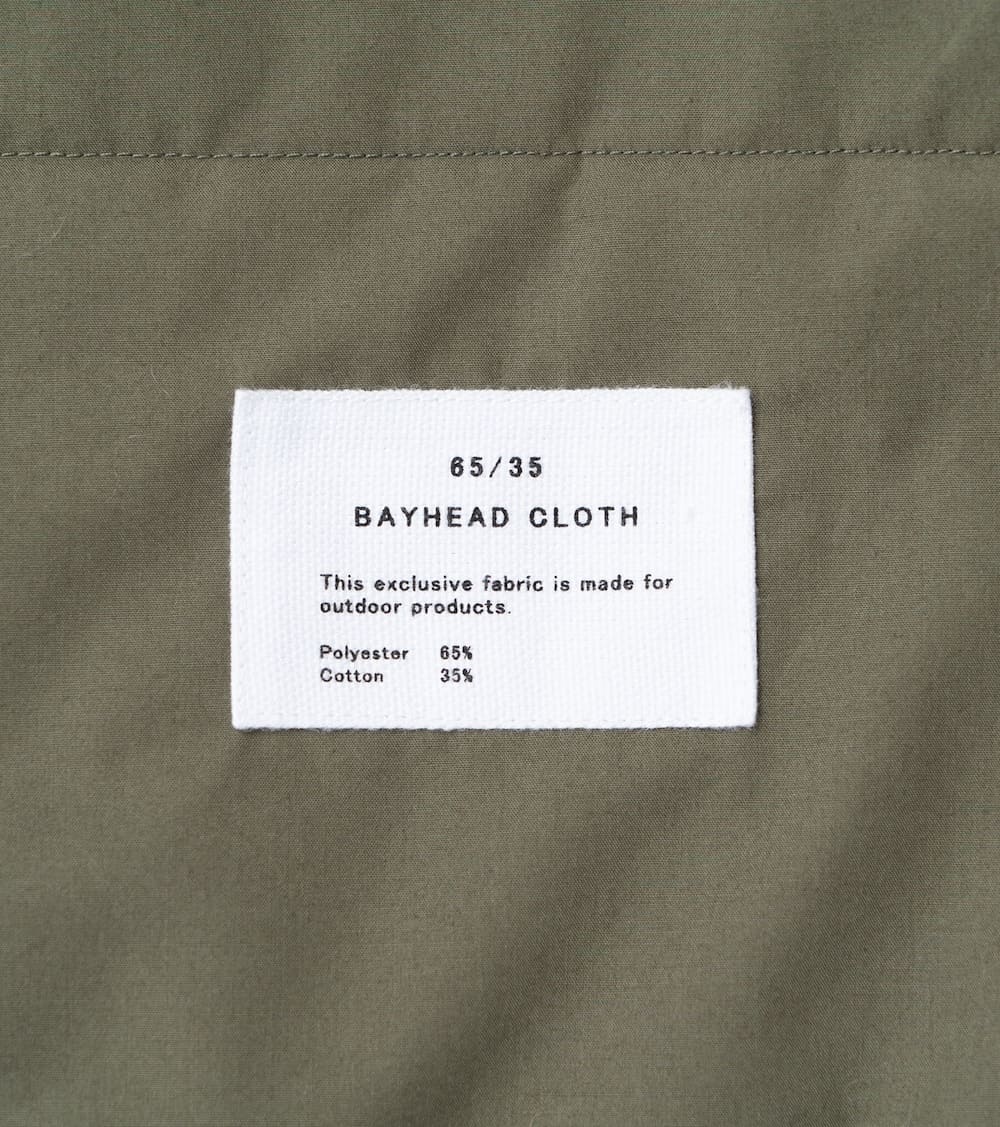 65/35
BAYHEAD CLOTH
This exclusive fabric is made for
outdoor products.
Polyester 65%
Cotton 35%